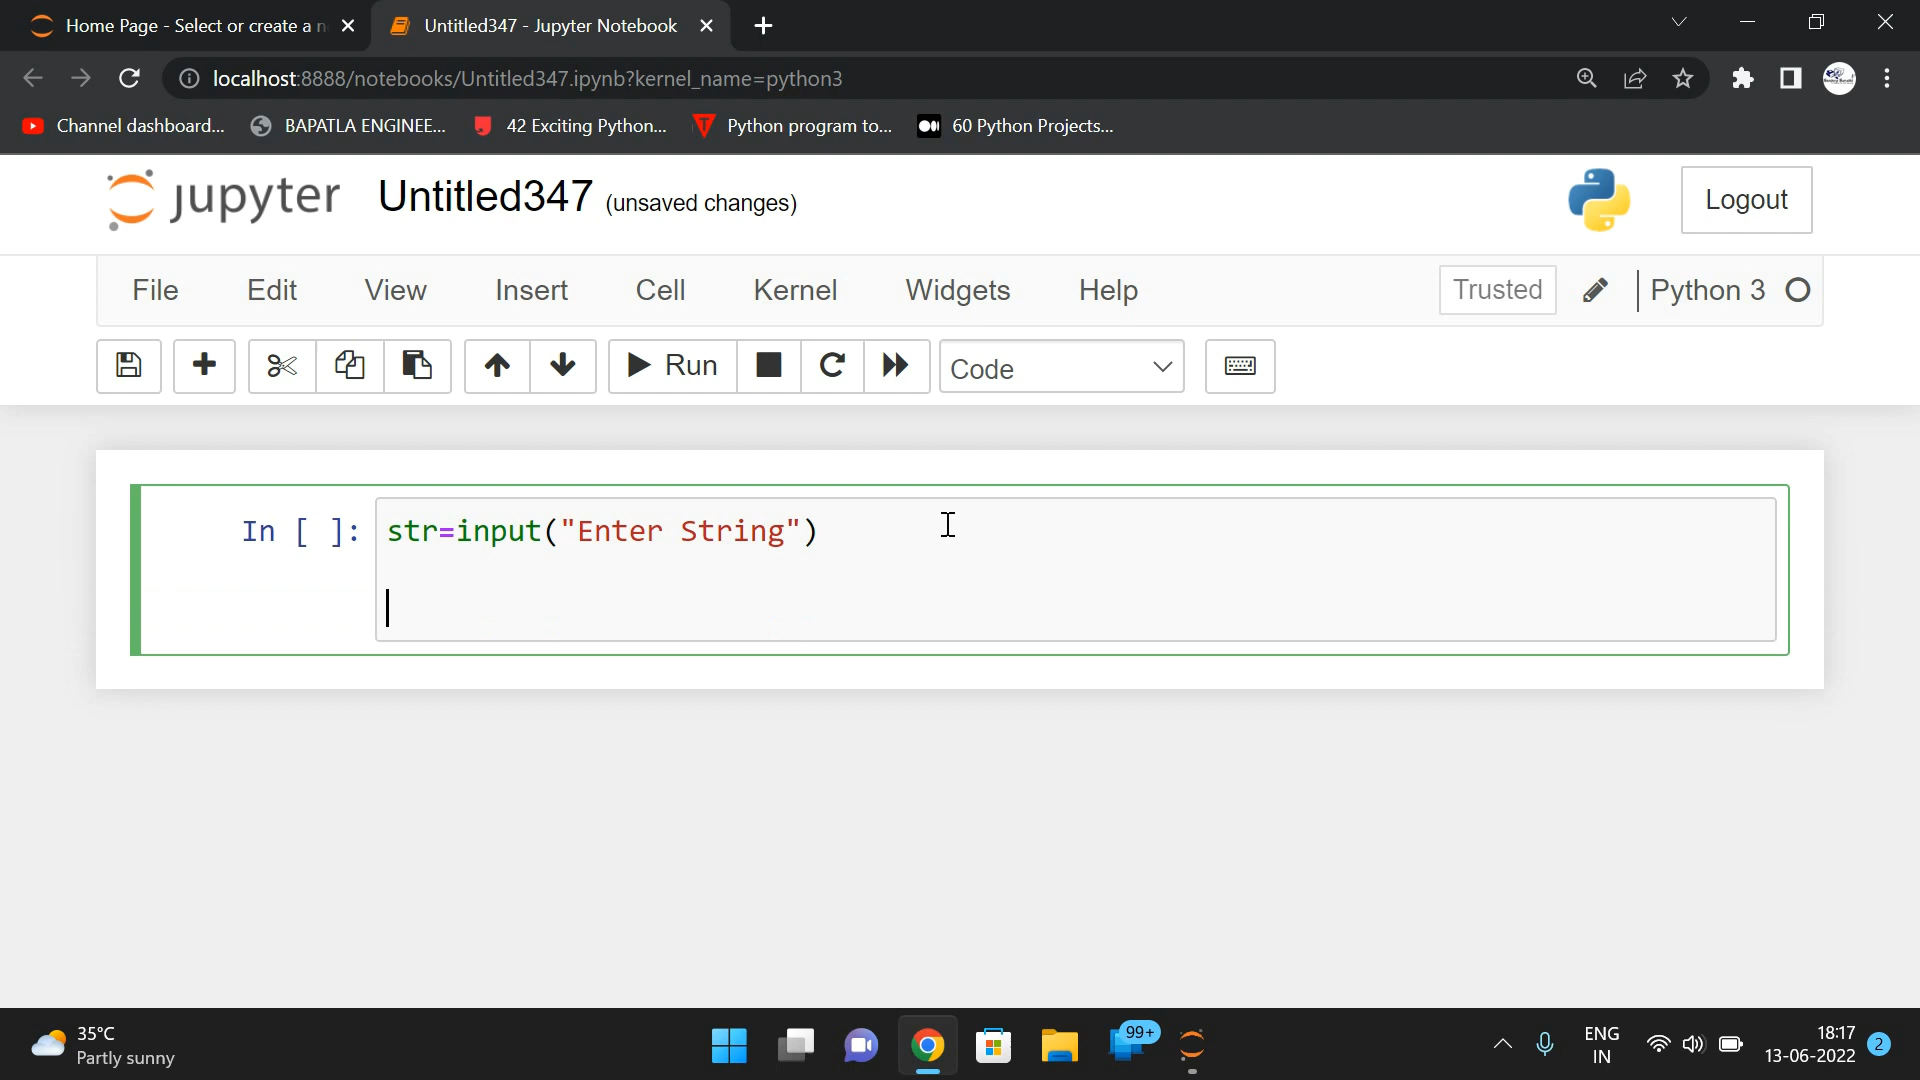 Home Page - Select or create a n
Untitled347 - Jupyter Notebook
localhost:8888/notebooks/Untitled347.ipynb?kernel_name=python3
Channel dashboard...
BAPATLA ENGINEE...
42 Exciting Python...
Python program to...
60 Python Projects...
jupyter Untitled347 (unsaved changes)
Logout
File Edit View Insert Cell Kernel Widgets Help
Trusted
Python 3
Run
Code
In [ ]: str=input("Enter String")
35°C
Partly sunny
99+
ENG
IN
18:17
13-06-2022
2